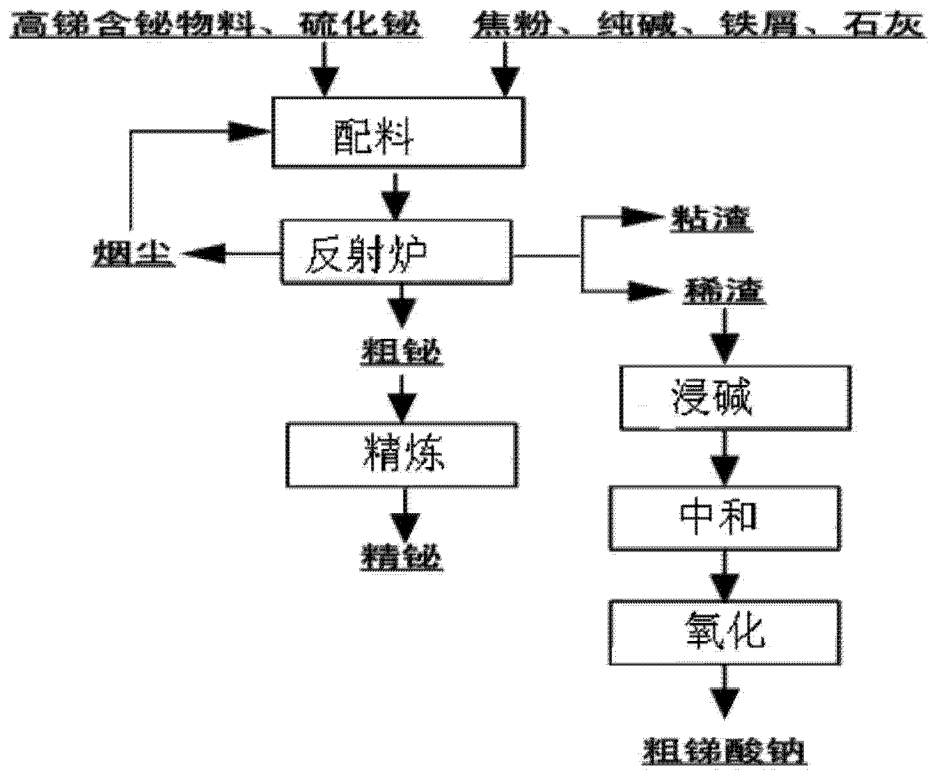 高锑含铋物料、硫化铋
焦粉、纯碱、铁屑、石灰
配料
烟尘
反射炉
粘渣
稀渣
粗铋
浸碱
精炼
中和
精铋
氧化
粗锑酸钠